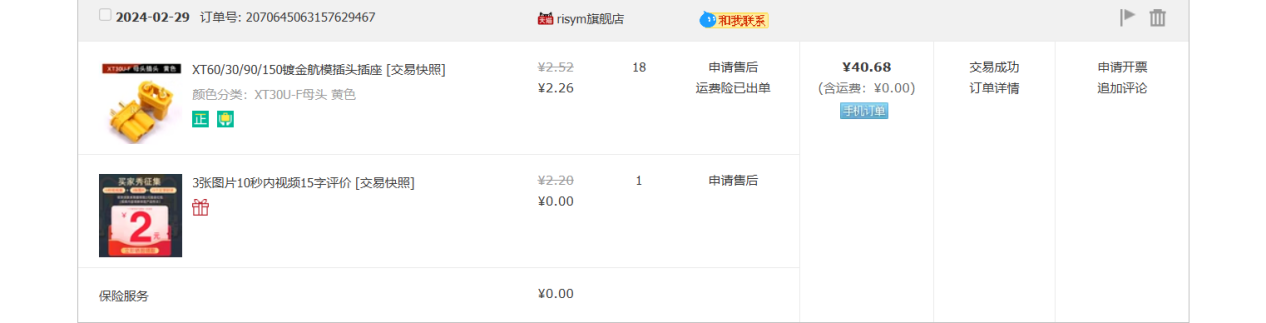 2024-02-29 订单号: 2070645063157629467
天猫 risym旗舰店
和我联系
XT30U-F 母头插头 黄色
XT60/30/90/150镀金航模插头插座 [交易快照]
颜色分类：XT30U-F母头 黄色
正
¥2.52
¥2.26
18
申请售后
运费险已出单
¥40.68
(含运费：¥0.00)
手机订单
交易成功
订单详情
申请开票
追加评论
买家秀征集
¥2元
3张图片10秒内视频15字评价 [交易快照]
¥2.20
¥0.00
1
申请售后
保险服务
¥0.00